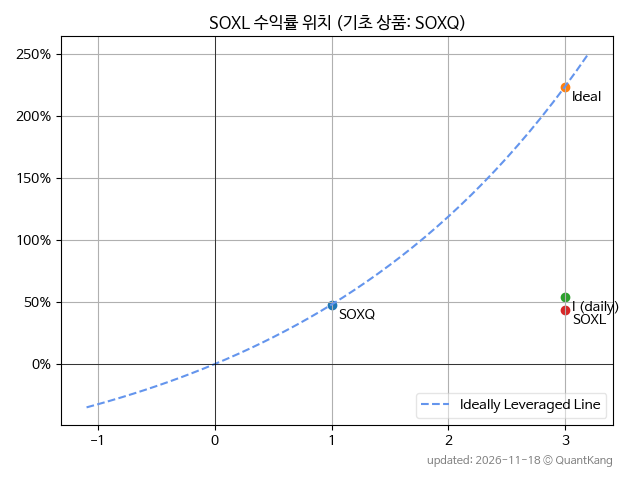 SOXL 수익률 위치 (기초 상품: SOXQ)
250%
200%
150%
100%
50%
0%
Ideal
SOXQ
I (daily)
SOXL
Ideally Leveraged Line
−1
0
1
2
3
updated: 2026-11-18 © QuantKang